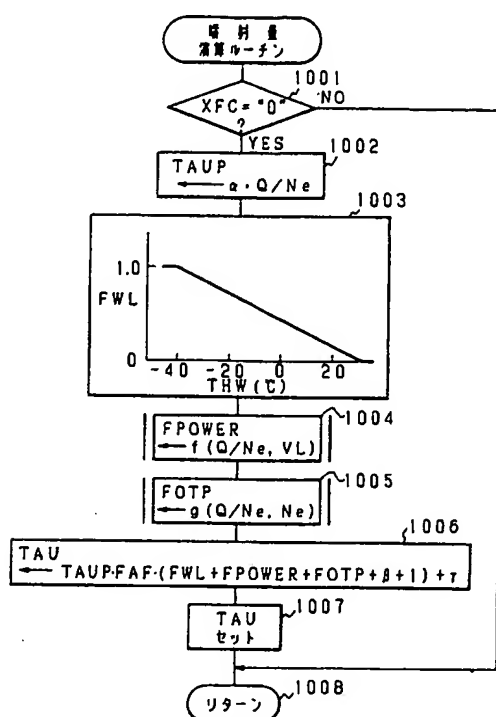 噴射量
演算ルーチン
1001
XFC="0"
?
NO
YES
1002
TAUP
← α・Q/Ne
1003
1.0
FWL
0
-40 -20 0 20
THW(℃)
1004
FPOWER
← f(Q/Ne, VL)
1005
FOTP
← g(Q/Ne, Ne)
1006
TAU
← TAUP・FAF・(FWL+FPOWER+FOTP+β+1)+γ
1007
TAU
セット
1008
リターン